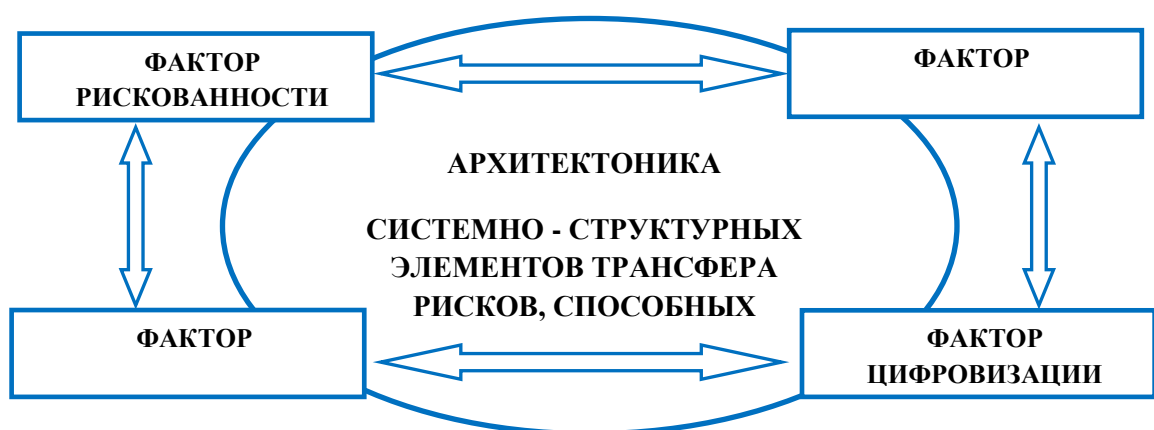 ФАКТОР
РИСКОВАННОСТИ
ФАКТОР
АРХИТЕКТОНИКА
СИСТЕМНО - СТРУКТУРНЫХ
ЭЛЕМЕНТОВ ТРАНСФЕРА
РИСКОВ, СПОСОБНЫХ
ФАКТОР
ФАКТОР
ЦИФРОВИЗАЦИИ